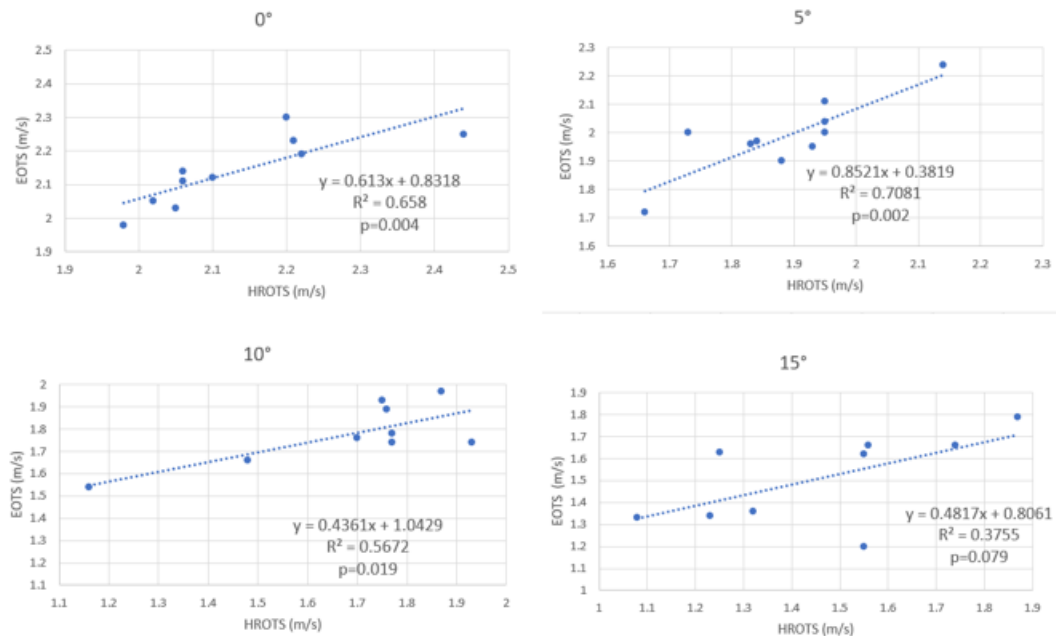 0°
2.5
2.4
2.3
2.2
2.1
2
1.9
EOTS (m/s)
y = 0.613x + 0.8318
R² = 0.658
p=0.004
1.9 2 2.1 2.2 2.3 2.4 2.5
HROTS (m/s)
5°
2.3
2.2
2.1
2
1.9
1.8
1.7
1.6
EOTS (m/s)
y = 0.8521x + 0.3819
R² = 0.7081
p=0.002
1.6 1.7 1.8 1.9 2 2.1 2.2 2.3
HROTS (m/s)
10°
2
1.9
1.8
1.7
1.6
1.5
1.4
1.3
1.2
1.1
EOTS (m/s)
y = 0.4361x + 1.0429
R² = 0.5672
p=0.019
1.1 1.2 1.3 1.4 1.5 1.6 1.7 1.8 1.9 2
HROTS (m/s)
15°
1.9
1.8
1.7
1.6
1.5
1.4
1.3
1.2
1.1
1
EOTS (m/s)
y = 0.4817x + 0.8061
R² = 0.3755
p=0.079
1 1.1 1.2 1.3 1.4 1.5 1.6 1.7 1.8 1.9
HROTS (m/s)